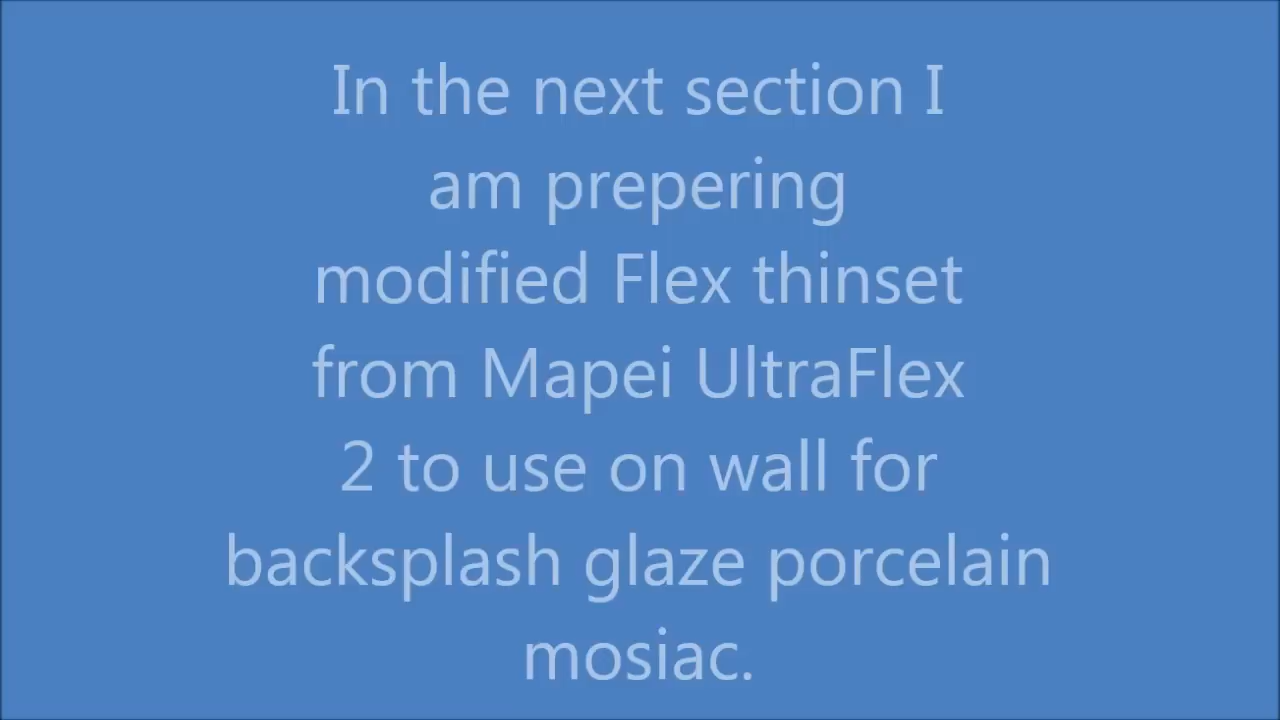 In the next section I
am prepering
modified Flex thinset
from Mapei UltraFlex
2 to use on wall for
backsplash glaze porcelain
mosiac.